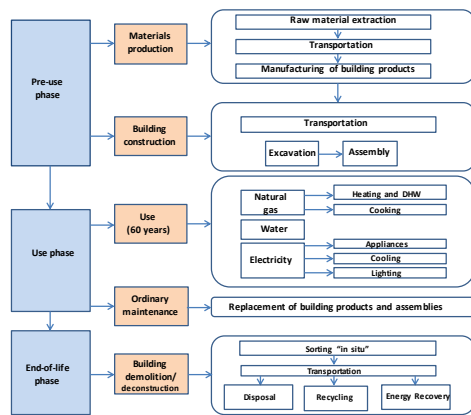 Pre-use
phase
Materials
production
Raw material extraction
Transportation
Manufacturing of building products
Building
construction
Transportation
Excavation
Assembly
Use phase
Use
(60 years)
Natural
gas
Heating and DHW
Cooking
Water
Electricity
Appliances
Cooling
Lighting
Ordinary
maintenance
Replacement of building products and assemblies
End-of-life
phase
Building
demolition/
deconstruction
Sorting “in situ”
Transportation
Disposal
Recycling
Energy Recovery